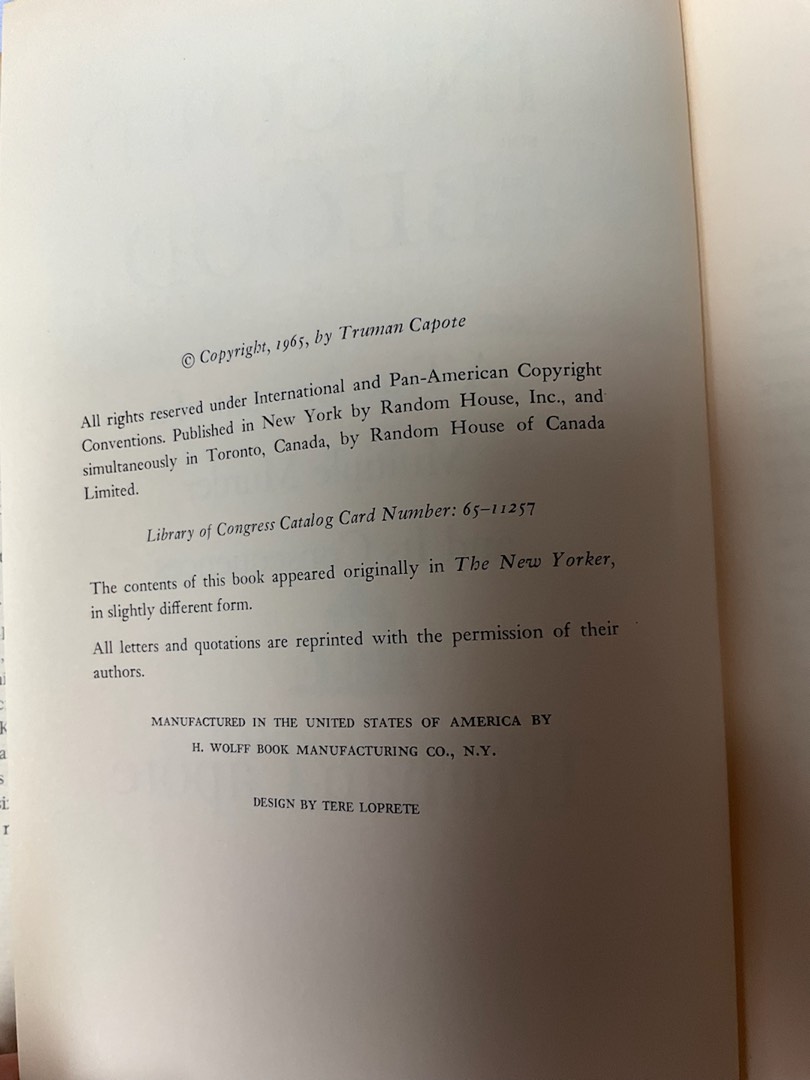 © Copyright, 1965, by Truman Capote
All rights reserved under International and Pan-American Copyright
Conventions. Published in New York by Random House, Inc., and
simultaneously in Toronto, Canada, by Random House of Canada
Limited.
Library of Congress Catalog Card Number: 65–11257
The contents of this book appeared originally in The New Yorker,
in slightly different form.
All letters and quotations are reprinted with the permission of their
authors.
MANUFACTURED IN THE UNITED STATES OF AMERICA BY
H. WOLFF BOOK MANUFACTURING CO., N.Y.
DESIGN BY TERE LOPRETE